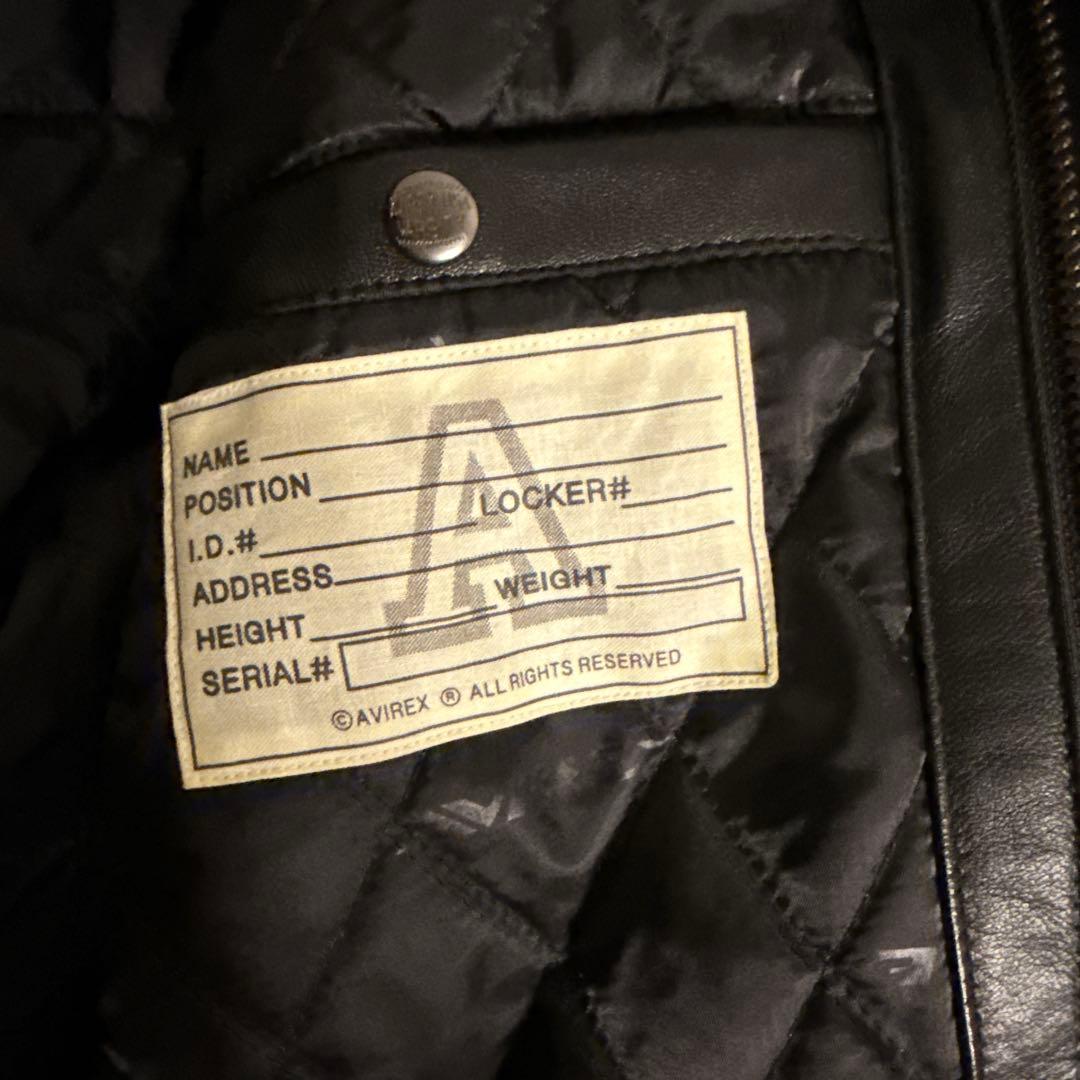 A
NAME
POSITION
I.D.# LOCKER#
ADDRESS
HEIGHT WEIGHT
SERIAL#
©AVIREX ® ALL RIGHTS RESERVED